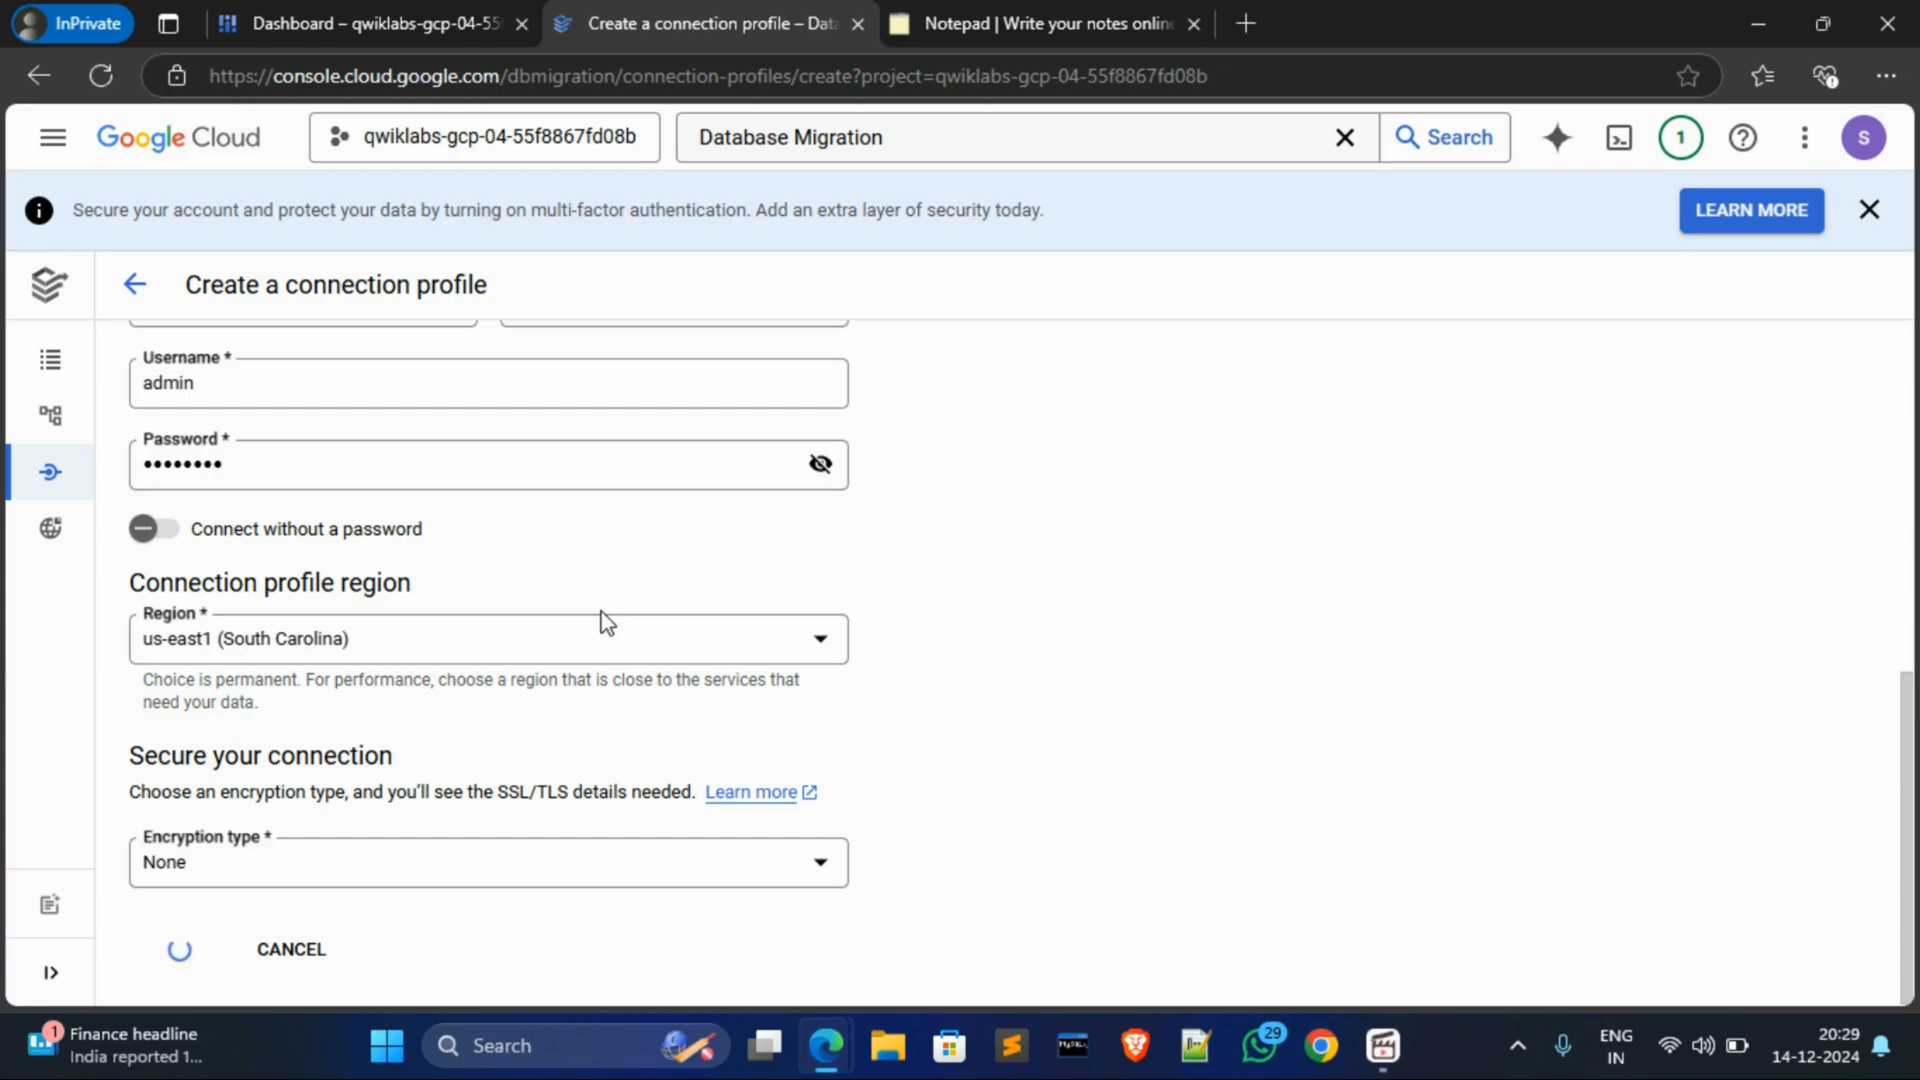 InPrivate
Dashboard – qwiklabs-gcp-04-55
Create a connection profile – Dat
Notepad | Write your notes online
https://console.cloud.google.com/dbmigration/connection-profiles/create?project=qwiklabs-gcp-04-55f8867fd08b
Google Cloud
qwiklabs-gcp-04-55f8867fd08b
Database Migration
Search
1
S
Secure your account and protect your data by turning on multi-factor authentication. Add an extra layer of security today.
LEARN MORE
Create a connection profile
Username *
admin
Password *
••••••••
Connect without a password
Connection profile region
Region *
us-east1 (South Carolina)
Choice is permanent. For performance, choose a region that is close to the services that
need your data.
Secure your connection
Choose an encryption type, and you'll see the SSL/TLS details needed. Learn more
Encryption type *
None
CANCEL
1
Finance headline
India reported 1...
Search
29
ENG
IN
20:29
14-12-2024